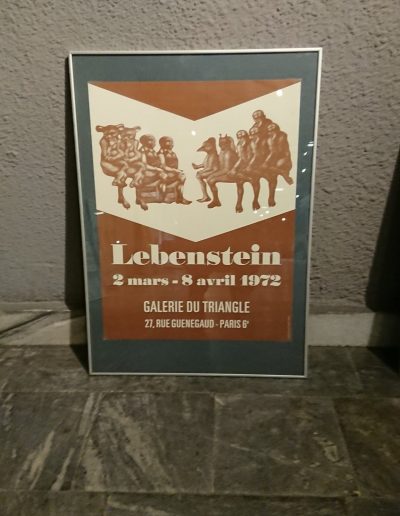 Lebenstein
2 mars - 8 avril 1972
GALERIE DU TRIANGLE
27, RUE GUENEGAUD - PARIS 6e